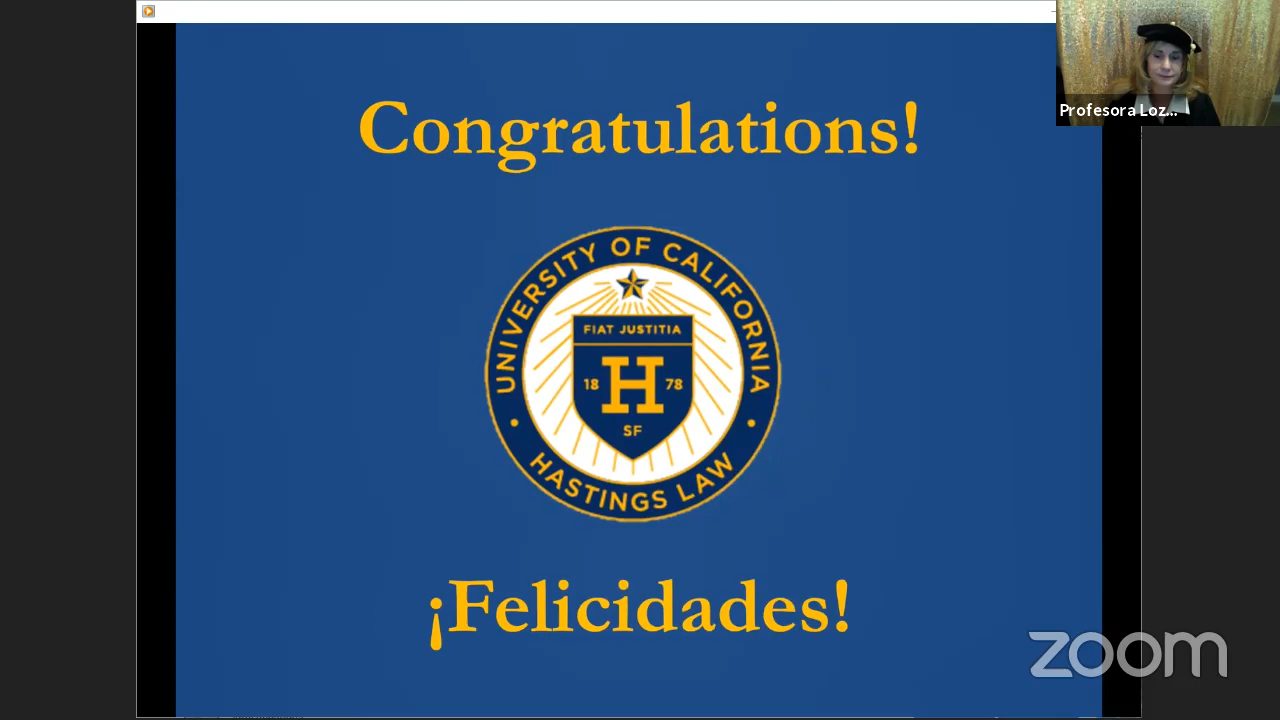 Congratulations!
Profesora Loz...
UNIVERSITY OF CALIFORNIA
FIAT JUSTITIA
18 H 78
SF
HASTINGS LAW
¡Felicidades!
zoom